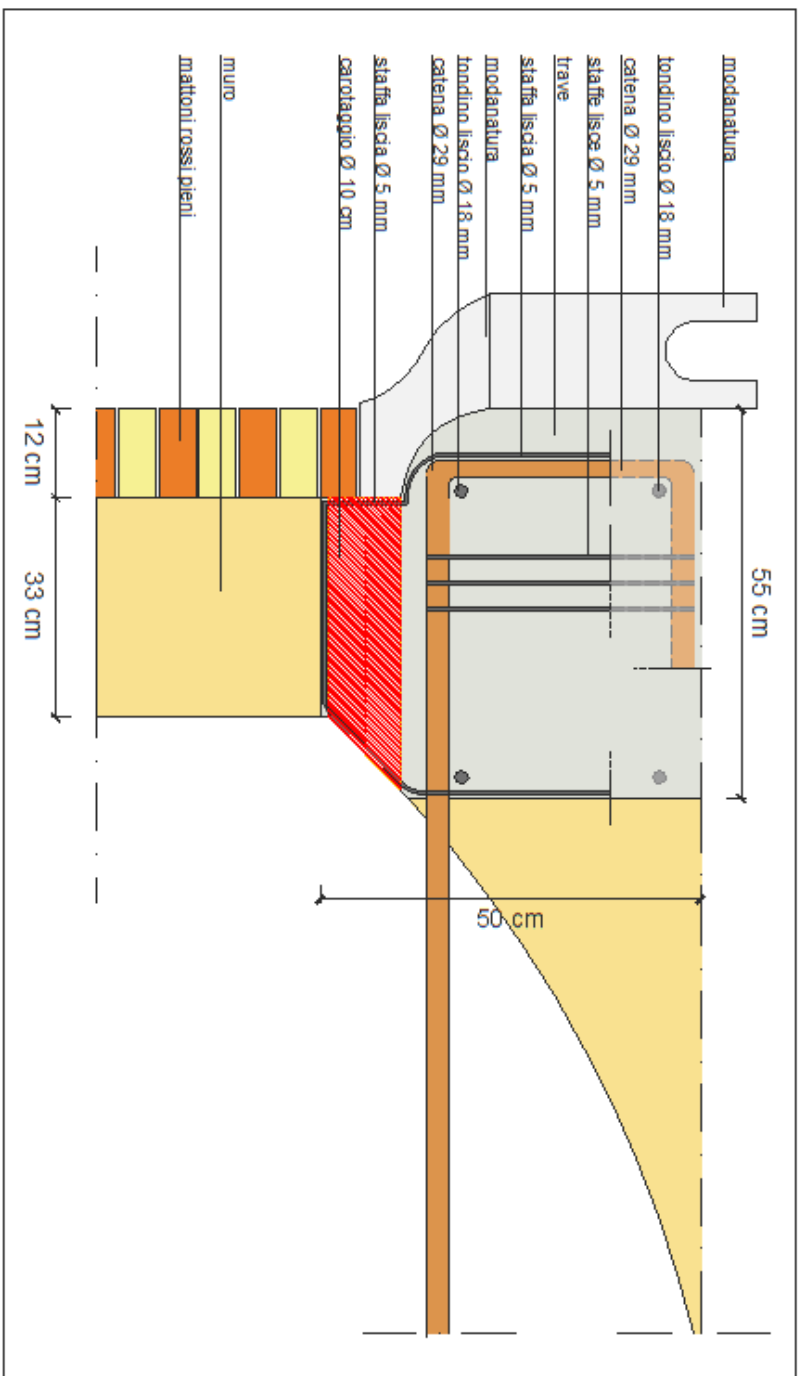 modanatura
tondino liscio Ø 18 mm
catena Ø 29 mm
staffe lisce Ø 5 mm
trave
staffa liscia Ø 5 mm
modanatura
tondino liscio Ø 18 mm
catena Ø 29 mm
staffa liscia Ø 5 mm
carotaggio Ø 10 cm
muro
mattoni rossi pieni
55 cm
50 cm
12 cm
33 cm